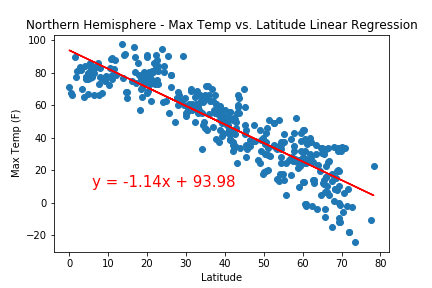 Northern Hemisphere - Max Temp vs. Latitude Linear Regression
100
80
60
40
20
0
−20
Max Temp (F)
y = -1.14x + 93.98
0 10 20 30 40 50 60 70 80
Latitude